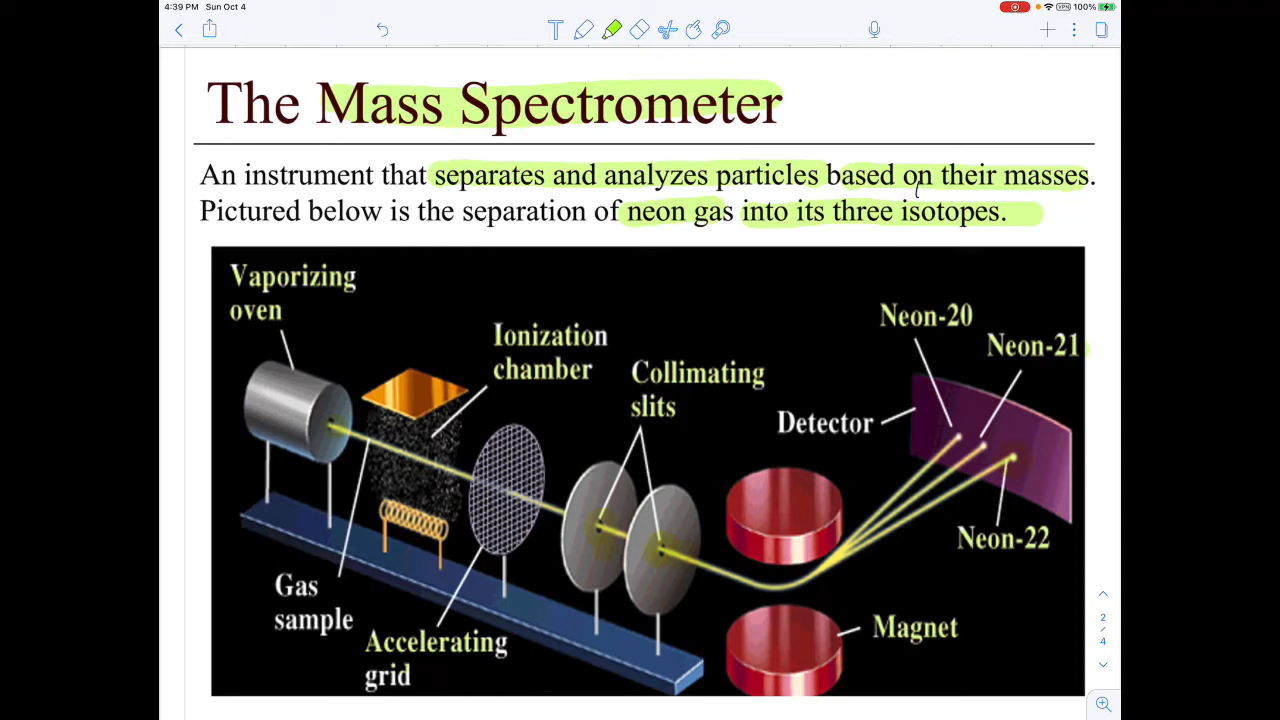 4:39 PM Sun Oct 4
VPN 100%
The Mass Spectrometer
An instrument that separates and analyzes particles based on their masses.
Pictured below is the separation of neon gas into its three isotopes.
Vaporizing
oven
Ionization
chamber
Collimating
slits
Neon-20
Neon-21
Detector
Neon-22
Gas
sample
Accelerating
grid
Magnet
2
/
4